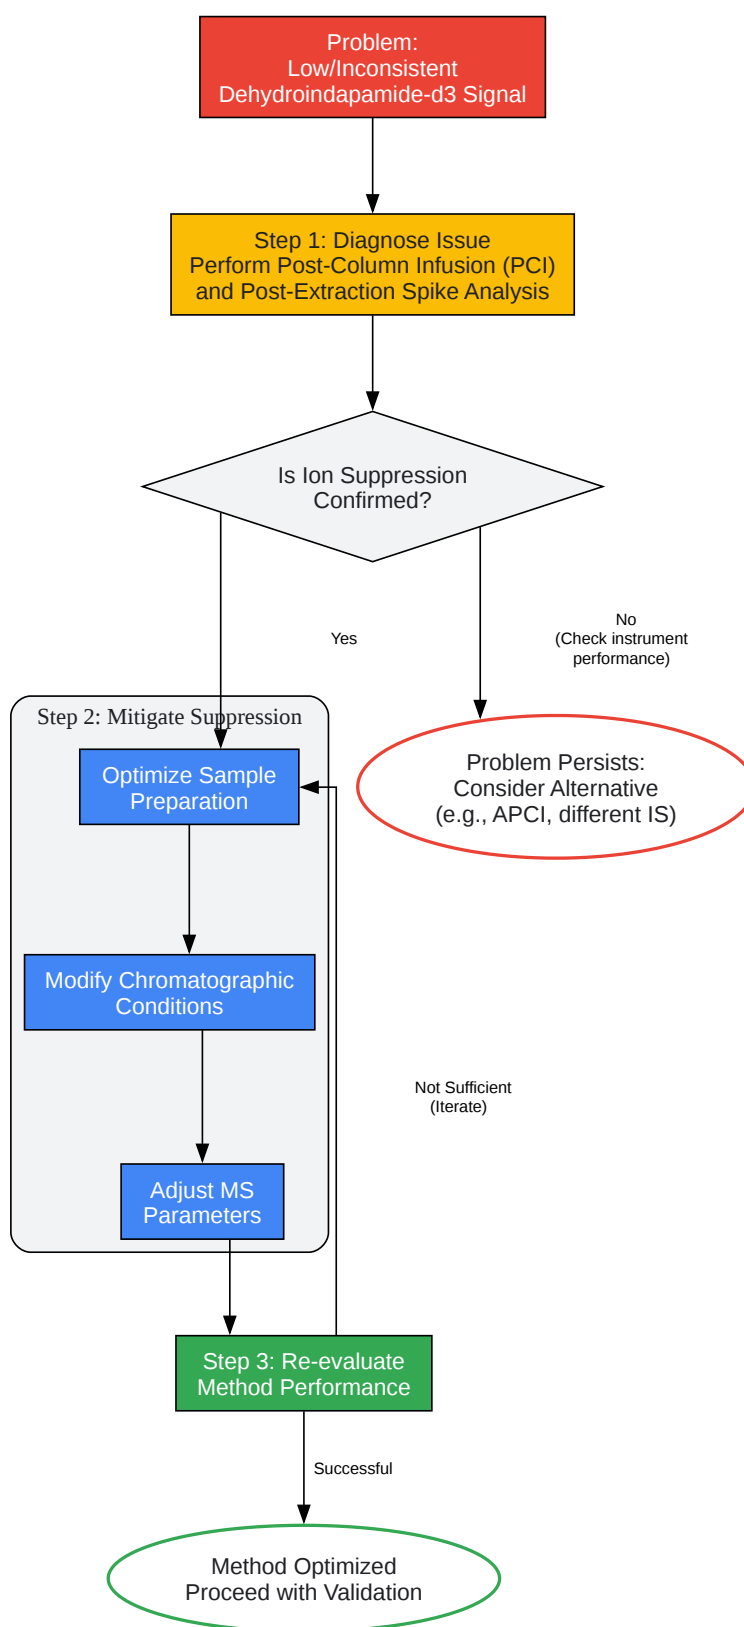 Problem:
Low/Inconsistent
Dehydroindapamide-d3 Signal
Step 1: Diagnose Issue
Perform Post-Column Infusion (PCI)
and Post-Extraction Spike Analysis
Is Ion Suppression
Confirmed?
Yes
No
(Check instrument
performance)
Step 2: Mitigate Suppression
Optimize Sample
Preparation
Problem Persists:
Consider Alternative
(e.g., APCI, different IS)
Modify Chromatographic
Conditions
Not Sufficient
(Iterate)
Adjust MS
Parameters
Step 3: Re-evaluate
Method Performance
Successful
Method Optimized
Proceed with Validation